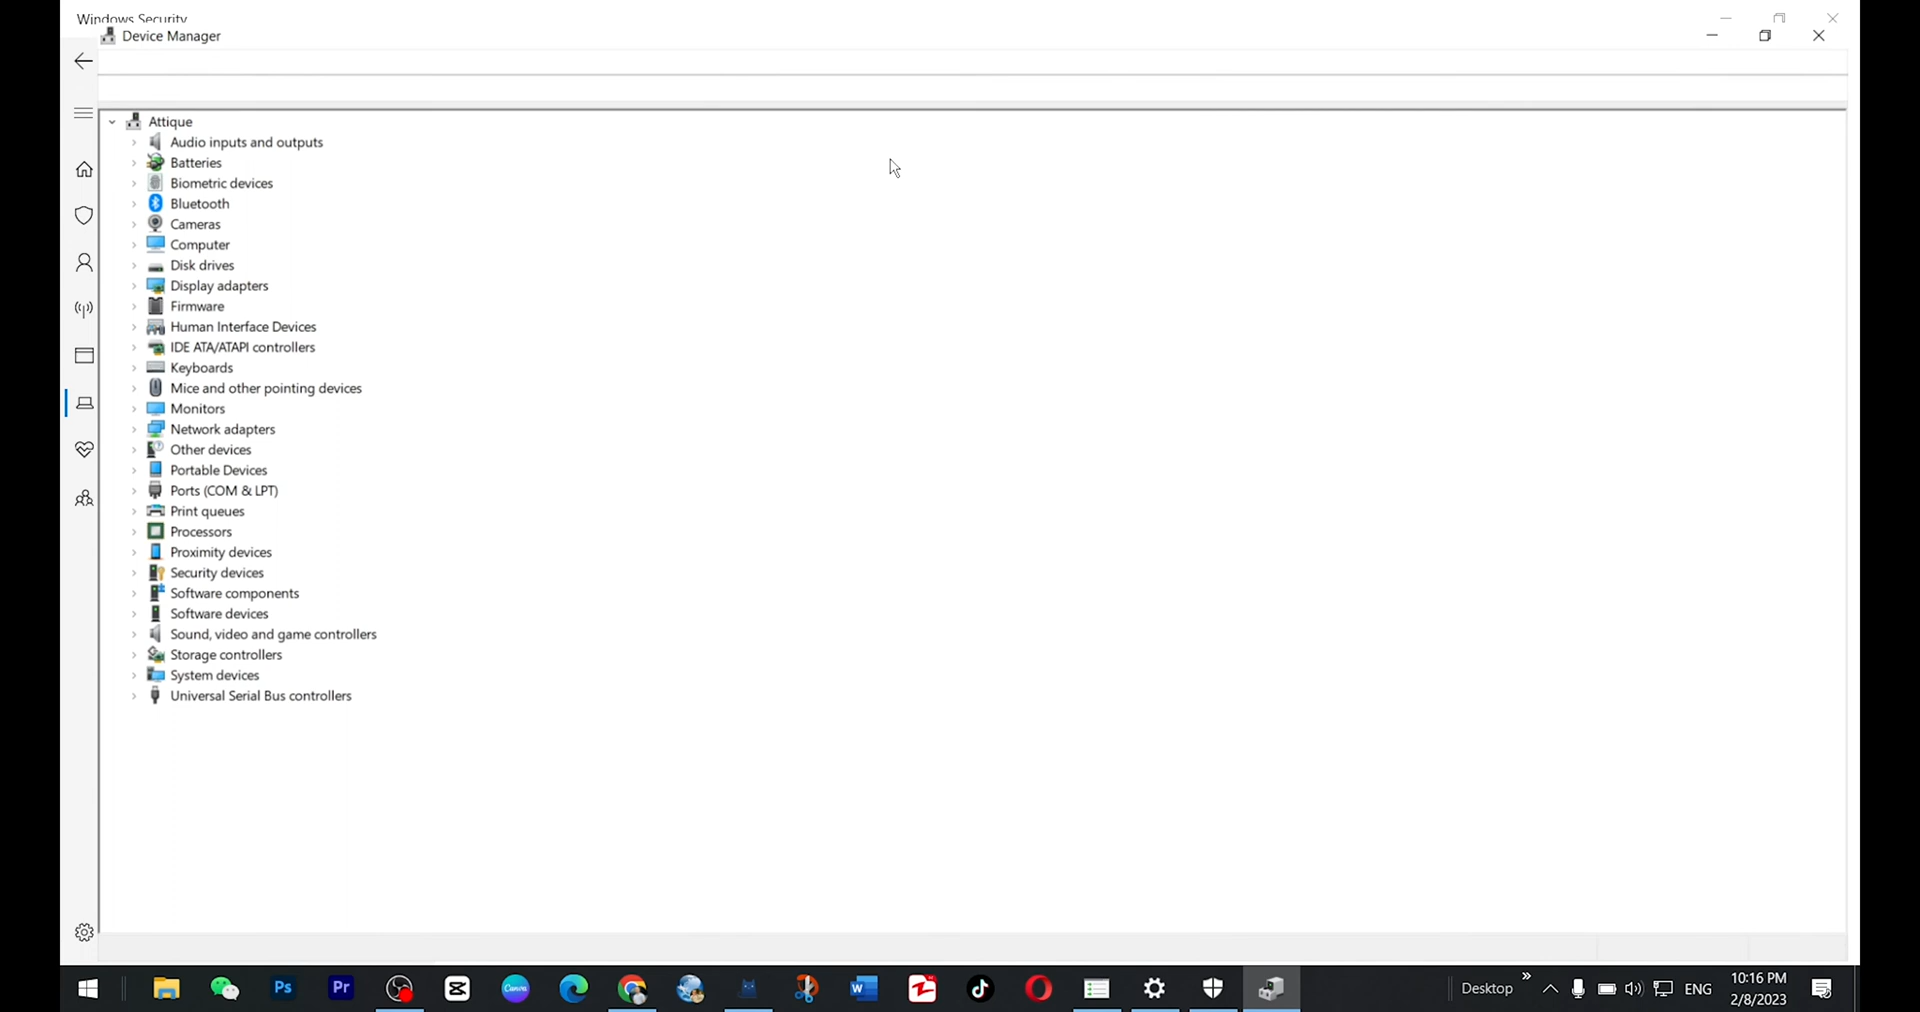 Windows Security
Device Manager
Attique
Audio inputs and outputs
Batteries
Biometric devices
Bluetooth
Cameras
Computer
Disk drives
Display adapters
Firmware
Human Interface Devices
IDE ATA/ATAPI controllers
Keyboards
Mice and other pointing devices
Monitors
Network adapters
Other devices
Portable Devices
Ports (COM & LPT)
Print queues
Processors
Proximity devices
Security devices
Software components
Software devices
Sound, video and game controllers
Storage controllers
System devices
Universal Serial Bus controllers
Ps
Pr
Canva
W
Desktop
ENG
10:16 PM
2/8/2023